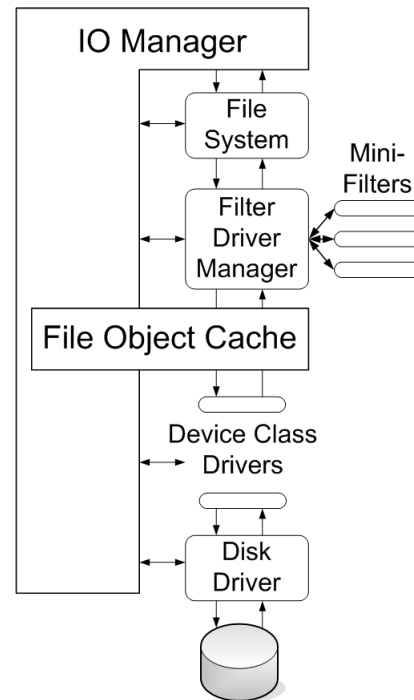 IO Manager
File
System
Mini-
Filters
Filter
Driver
Manager
File Object Cache
Device Class
Drivers
Disk
Driver